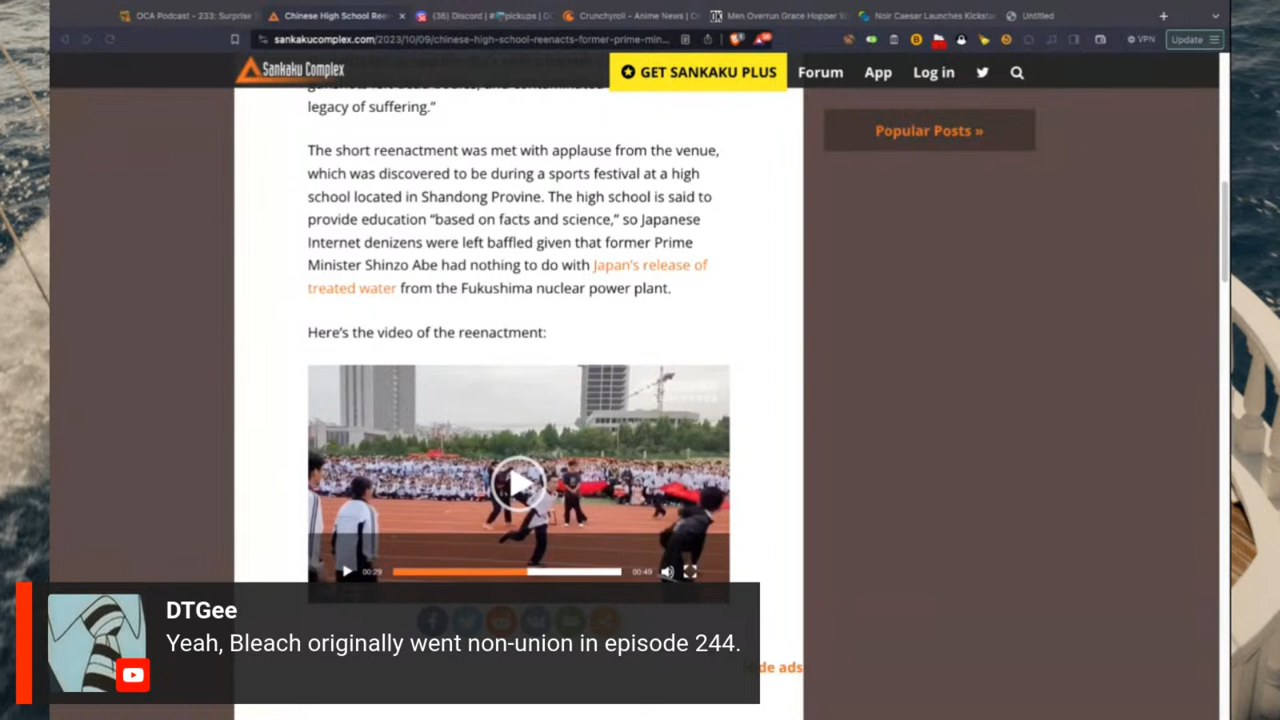 OCA Podcast - 233: Surprise
Chinese High School Ree
(36) Discord |
pickups | D
Crunchyroll - Anime News | C
Men Overrun Grace Hopper
Noir Caesar Launches Kicksta
Untitled
sankakucomplex.com/2023/10/09/chinese-high-school-reenacts-former-prime-min...
VPN
Update
Sankaku Complex
GET SANKAKU PLUS
Forum
App
Log in
legacy of suffering.”
Popular Posts »
The short reenactment was met with applause from the venue,
which was discovered to be during a sports festival at a high
school located in Shandong Provine. The high school is said to
provide education “based on facts and science,” so Japanese
Internet denizens were left baffled given that former Prime
Minister Shinzo Abe had nothing to do with Japan’s release of
treated water from the Fukushima nuclear power plant.
Here’s the video of the reenactment:
00:29
00:49
DTGee
Yeah, Bleach originally went non-union in episode 244.
ide ads